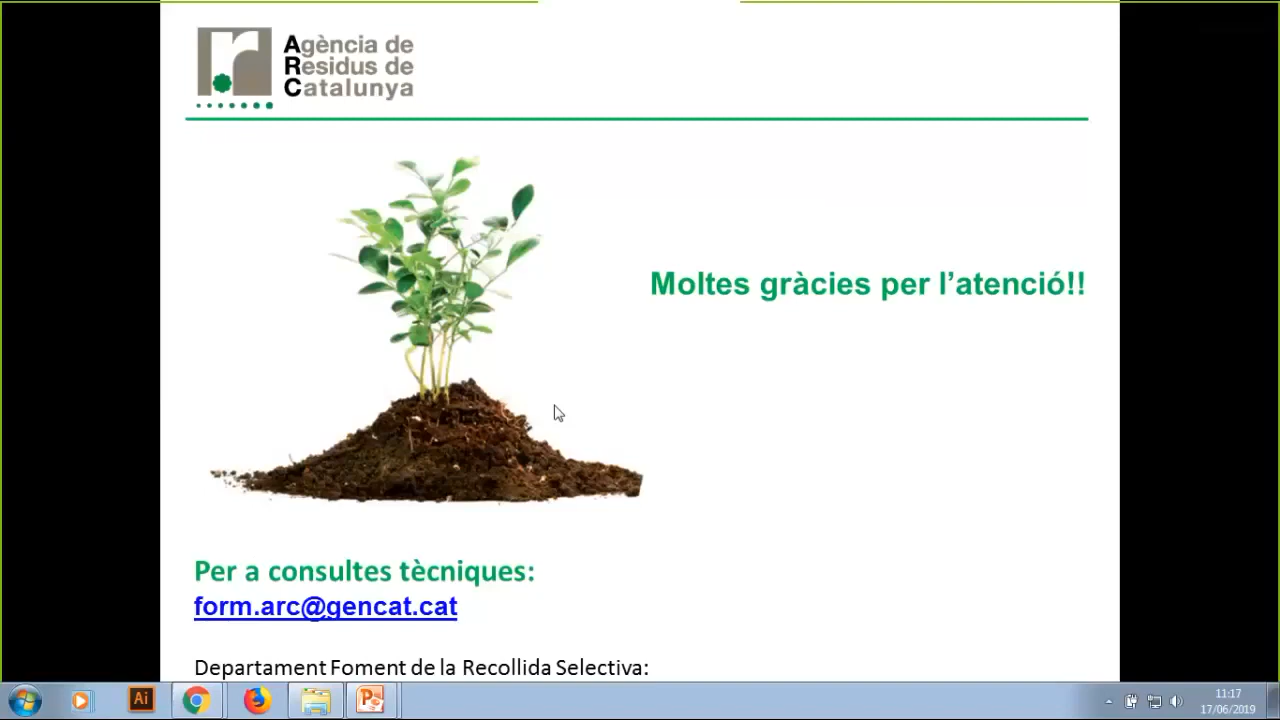 Agència de
Residus de
Catalunya
Moltes gràcies per l’atenció!!
Per a consultes tècniques:
form.arc@gencat.cat
Departament Foment de la Recollida Selectiva:
Ai
11:17
17/06/2019